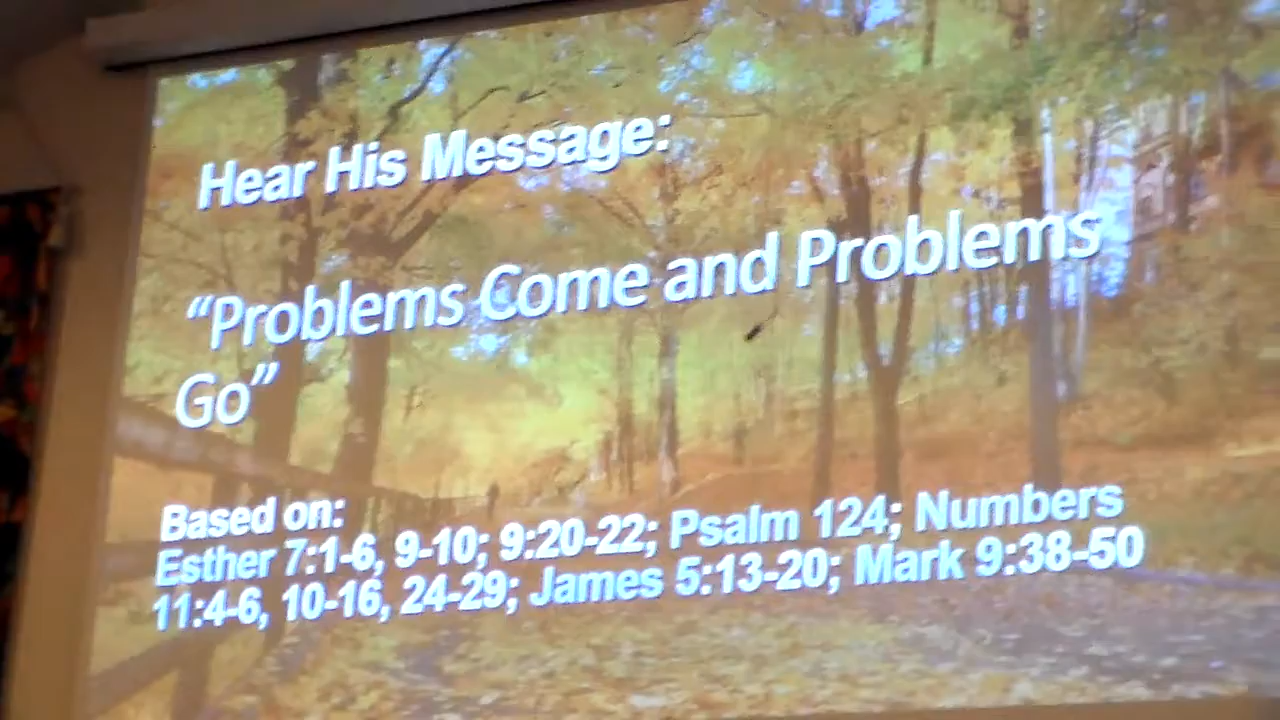 Hear His Message:
“Problems Come and Problems
Go”
Based on:
Esther 7:1-6, 9-10; 9:20-22; Psalm 124; Numbers
11:4-6, 10-16, 24-29; James 5:13-20; Mark 9:38-50